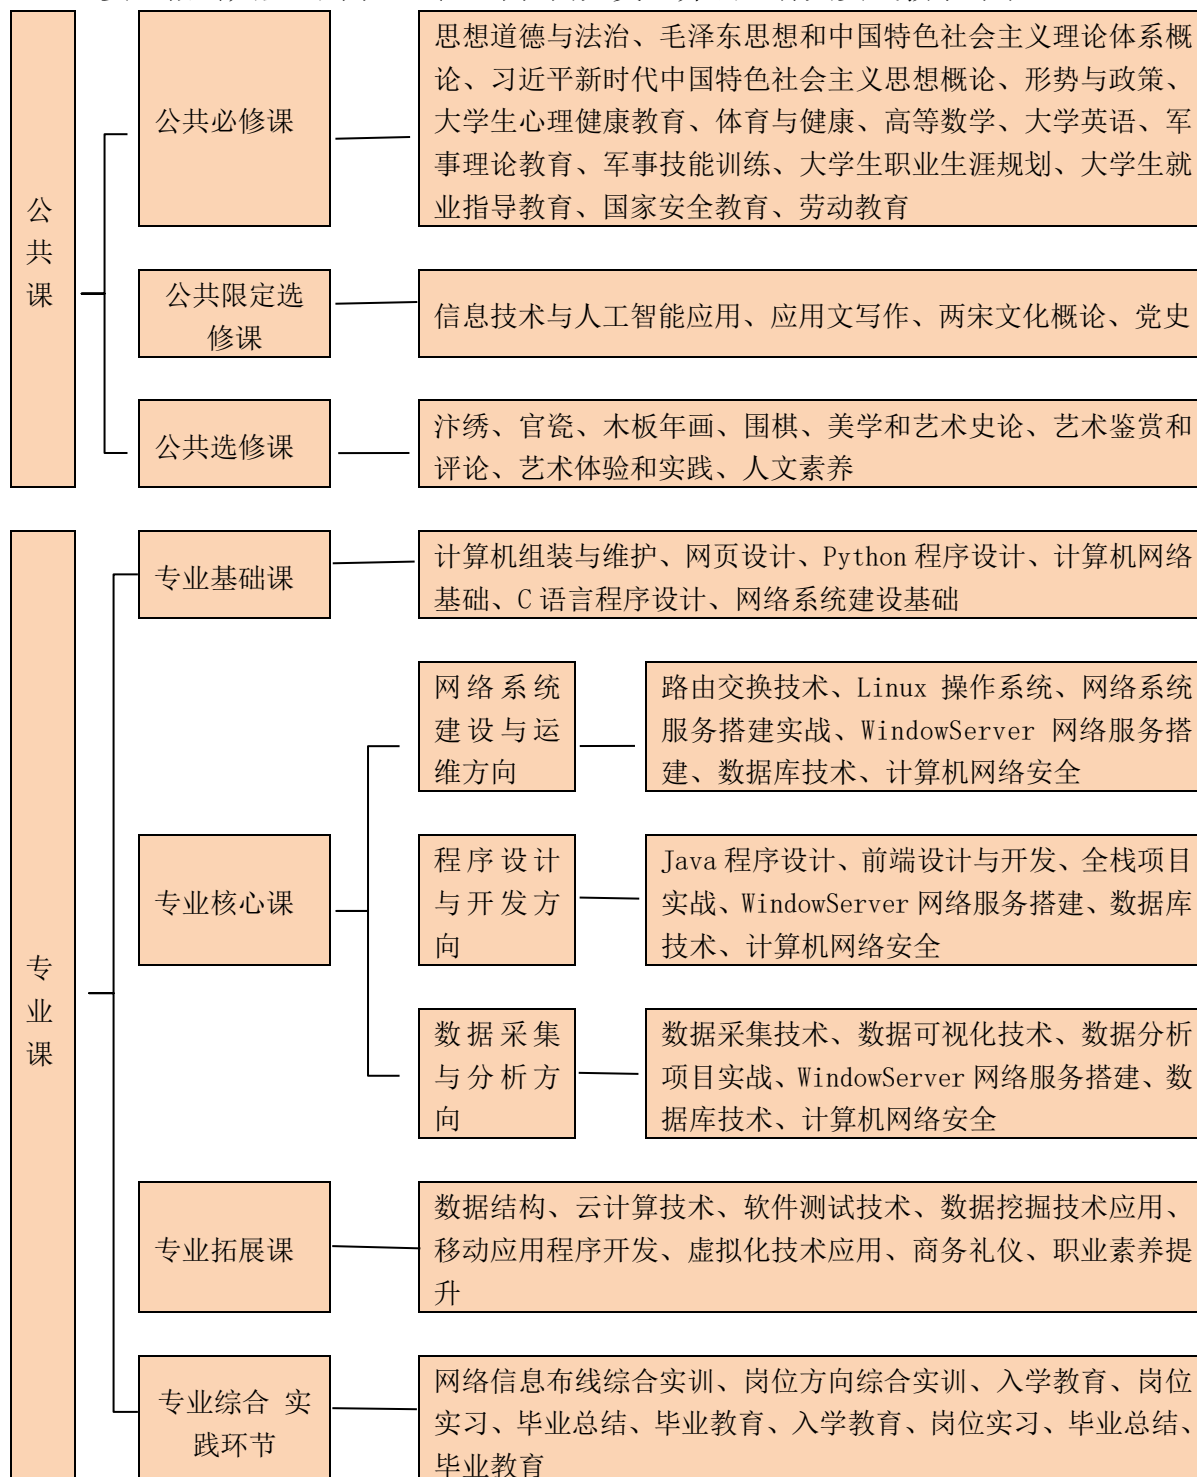 公共课
公共必修课
思想道德与法治、毛泽东思想和中国特色社会主义理论体系概
论、习近平新时代中国特色社会主义思想概论、形势与政策、
大学生心理健康教育、体育与健康、高等数学、大学英语、军
事理论教育、军事技能训练、大学生职业生涯规划、大学生就
业指导教育、国家安全教育、劳动教育
公共限定选
修课
信息技术与人工智能应用、应用文写作、两宋文化概论、党史
公共选修课
汴绣、官瓷、木板年画、围棋、美学和艺术史论、艺术鉴赏和
评论、艺术体验和实践、人文素养
专业课
专业基础课
计算机组装与维护、网页设计、Python 程序设计、计算机网络
基础、C 语言程序设计、网络系统建设基础
专业核心课
网络系统
建设与运
维方向
路由交换技术、Linux 操作系统、网络系统
服务搭建实战、WindowServer 网络服务搭
建、数据库技术、计算机网络安全
程序设计
与开发方
向
Java 程序设计、前端设计与开发、全栈项目
实战、WindowServer 网络服务搭建、数据库
技术、计算机网络安全
数据采集
与分析方
向
数据采集技术、数据可视化技术、数据分析
项目实战、WindowServer 网络服务搭建、数
据库技术、计算机网络安全
专业拓展课
数据结构、云计算技术、软件测试技术、数据挖掘技术应用、
移动应用程序开发、虚拟化技术应用、商务礼仪、职业素养提
升
专业综合 实
践环节
网络信息布线综合实训、岗位方向综合实训、入学教育、岗位
实习、毕业总结、毕业教育、入学教育、岗位实习、毕业总结、
毕业教育